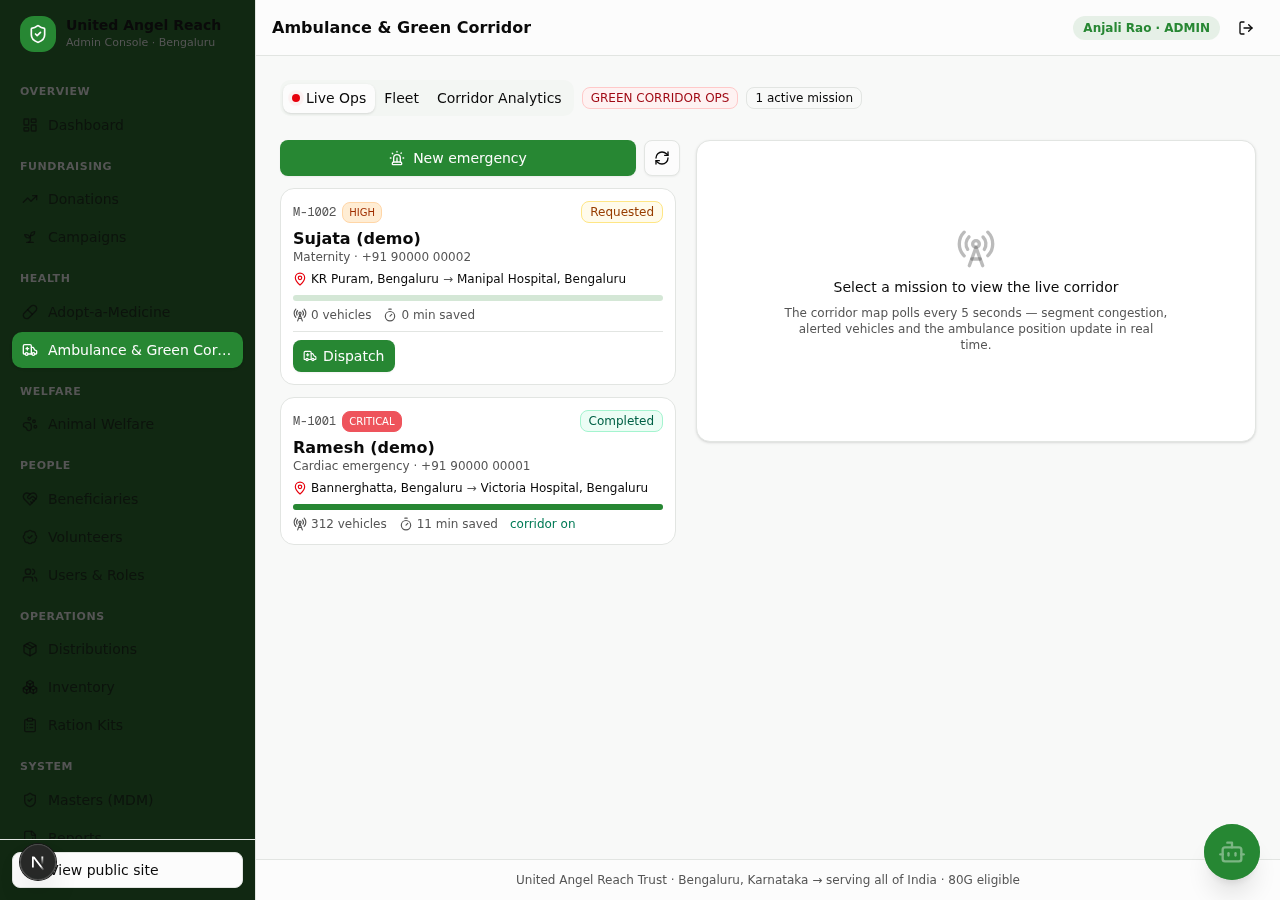 United Angel Reach
Admin Console · Bengaluru
OVERVIEW
Dashboard
FUNDRAISING
Donations
Campaigns
HEALTH
Adopt-a-Medicine
Ambulance & Green Cor...
WELFARE
Animal Welfare
PEOPLE
Beneficiaries
Volunteers
Users & Roles
OPERATIONS
Distributions
Inventory
Ration Kits
SYSTEM
Masters (MDM)
Reports
View public site
N
Ambulance & Green Corridor
Anjali Rao · ADMIN
Live Ops
Fleet
Corridor Analytics
GREEN CORRIDOR OPS
1 active mission
New emergency
M-1002 HIGH
Requested
Sujata (demo)
Maternity · +91 90000 00002
KR Puram, Bengaluru → Manipal Hospital, Bengaluru
0 vehicles 0 min saved
Dispatch
M-1001 CRITICAL
Completed
Ramesh (demo)
Cardiac emergency · +91 90000 00001
Bannerghatta, Bengaluru → Victoria Hospital, Bengaluru
312 vehicles 11 min saved corridor on
Select a mission to view the live corridor
The corridor map polls every 5 seconds — segment congestion,
alerted vehicles and the ambulance position update in real
time.
United Angel Reach Trust · Bengaluru, Karnataka → serving all of India · 80G eligible